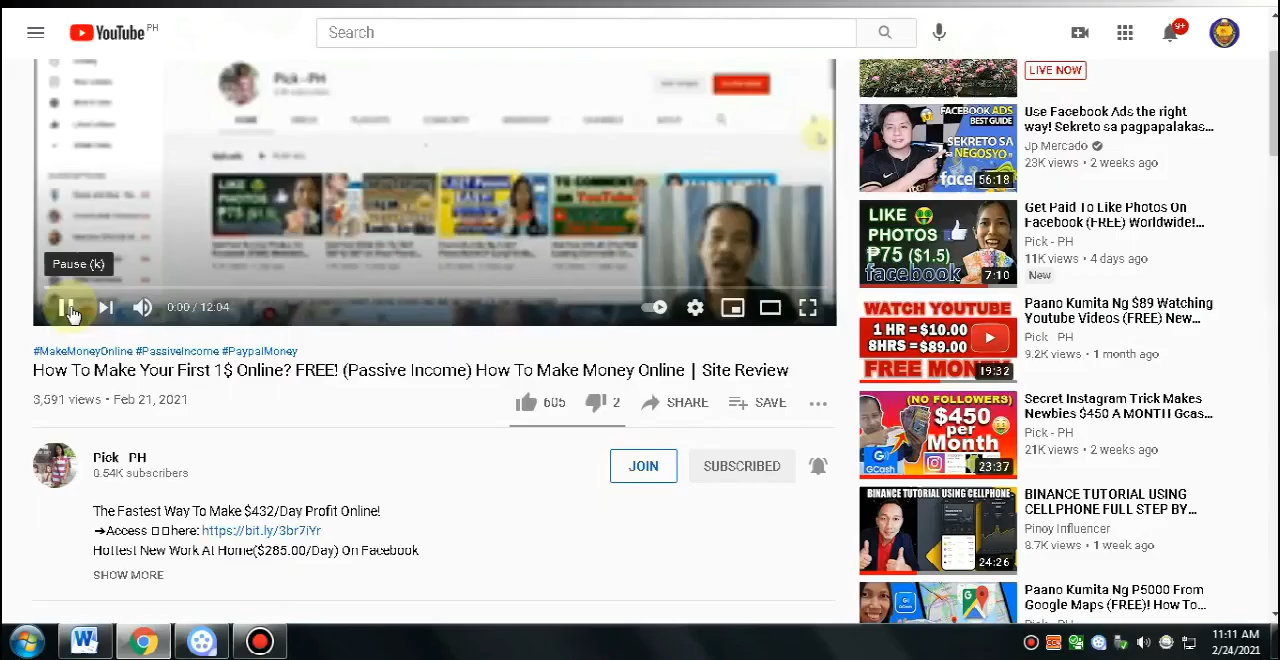 YouTube PH
Search
9+
Pick - PH
HOME
LIKE
PHOTOS
₱75 ($1.5)
Pause (k)
0:00 / 12:04
#MakeMoneyOnline #PassiveIncome #PaypalMoney
How To Make Your First 1$ Online? FREE! (Passive Income) How To Make Money Online | Site Review
3,591 views • Feb 21, 2021
605
2
SHARE
SAVE
Pick - PH
JOIN
SUBSCRIBED
The Fastest Way To Make $432/Day Profit Online!
➔Access here: https://bit.ly/3br7iYr
Hottest New Work At Home($285.00/Day) On Facebook
SHOW MORE
LIVE NOW
FACEBOOK ADS
BEST GUIDE
SEKRETO SA
NEGOSYO
face
56:18
Use Facebook Ads the right
way! Sekreto sa pagpapalakas...
Jp Mercado
28K views • 2 weeks ago
LIKE
PHOTOS
₱75 ($1.5)
facebook
7:10
Get Paid To Like Photos On
Facebook (FREE) Worldwide!...
Pick - PH
11K views • 4 days ago
New
WATCH YOUTUBE
1 HR = $10.00
8HRS = $89.00
FREE MON
19:32
Paano Kumita Ng $89 Watching
Youtube Videos (FREE) New...
Pick - PH
9.2K views • 1 month ago
(NO FOLLOWERS)
$450
per
Month
GCash
23:37
Secret Instagram Trick Makes
Newbies $450 A MONTH Gcas...
Pick - PH
21K views • 2 weeks ago
BINANCE TUTORIAL USING CELLPHONE
24:26
BINANCE TUTORIAL USING
CELLPHONE FULL STEP BY...
Pinoy Influencer
8.7K views • 1 week ago
Paano Kumita Ng P5000 From
Google Maps (FREE)! How To...
11:11 AM
2/24/2021